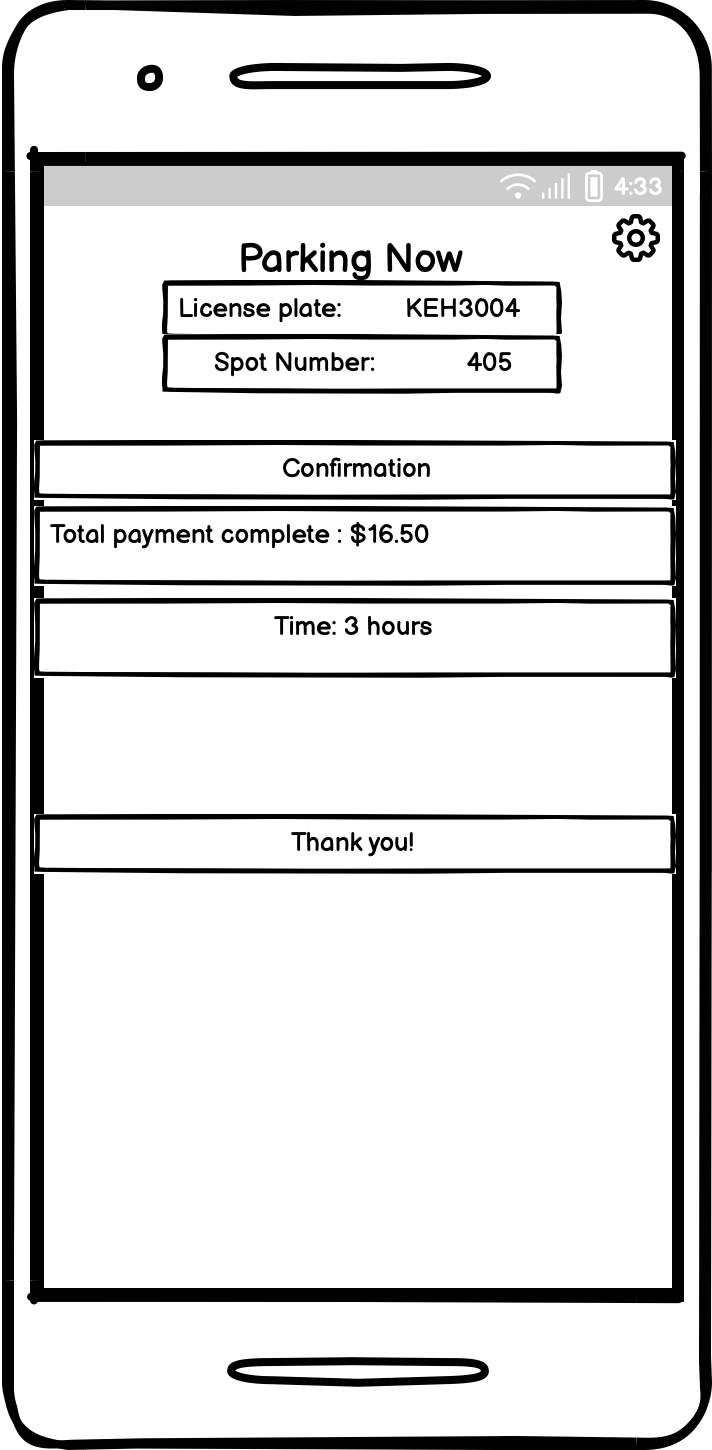 4:33
Parking Now
License plate: KEH3004
Spot Number: 405
Confirmation
Total payment complete : $16.50
Time: 3 hours
Thank you!